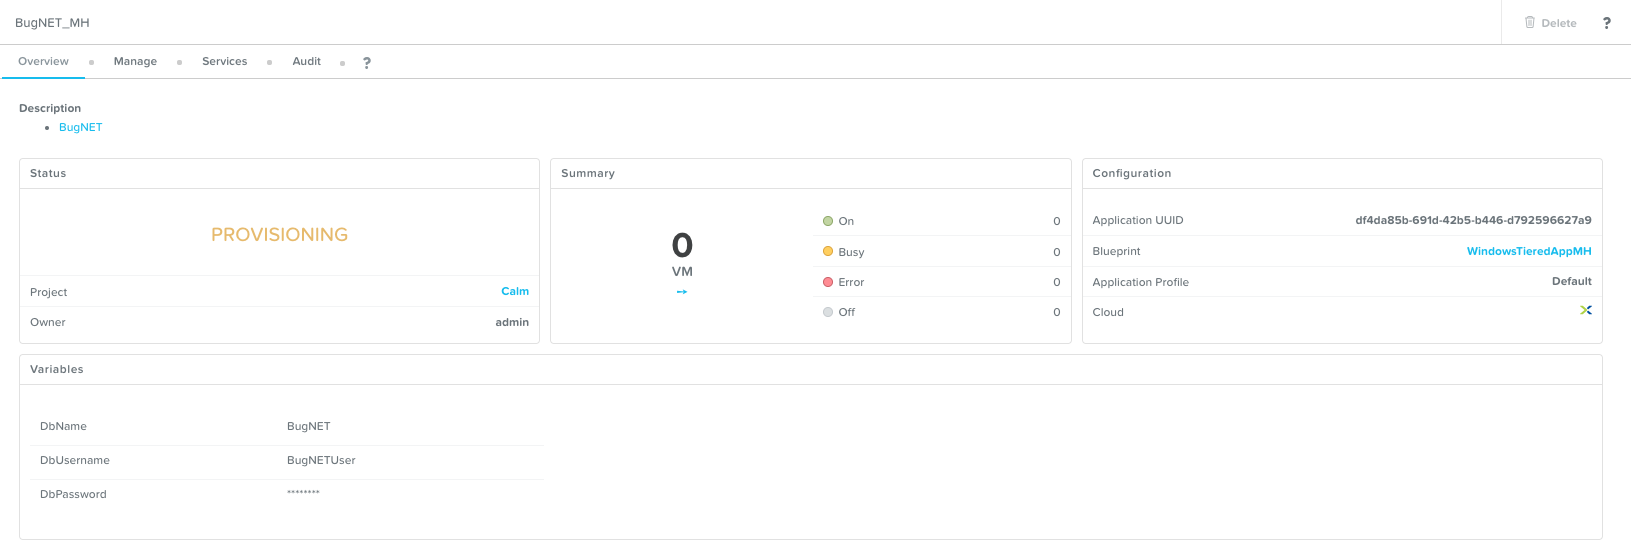 BugNET_MH
Delete ?
Overview Manage Services Audit ?
Description
BugNET
Status
PROVISIONING
Project Calm
Owner admin
Summary
0
VM
On 0
Busy 0
Error 0
Off 0
Configuration
Application UUID df4da85b-691d-42b5-b446-d792596627a9
Blueprint WindowsTieredAppMH
Application Profile Default
Cloud
Variables
DbName BugNET
DbUsername BugNETUser
DbPassword ********